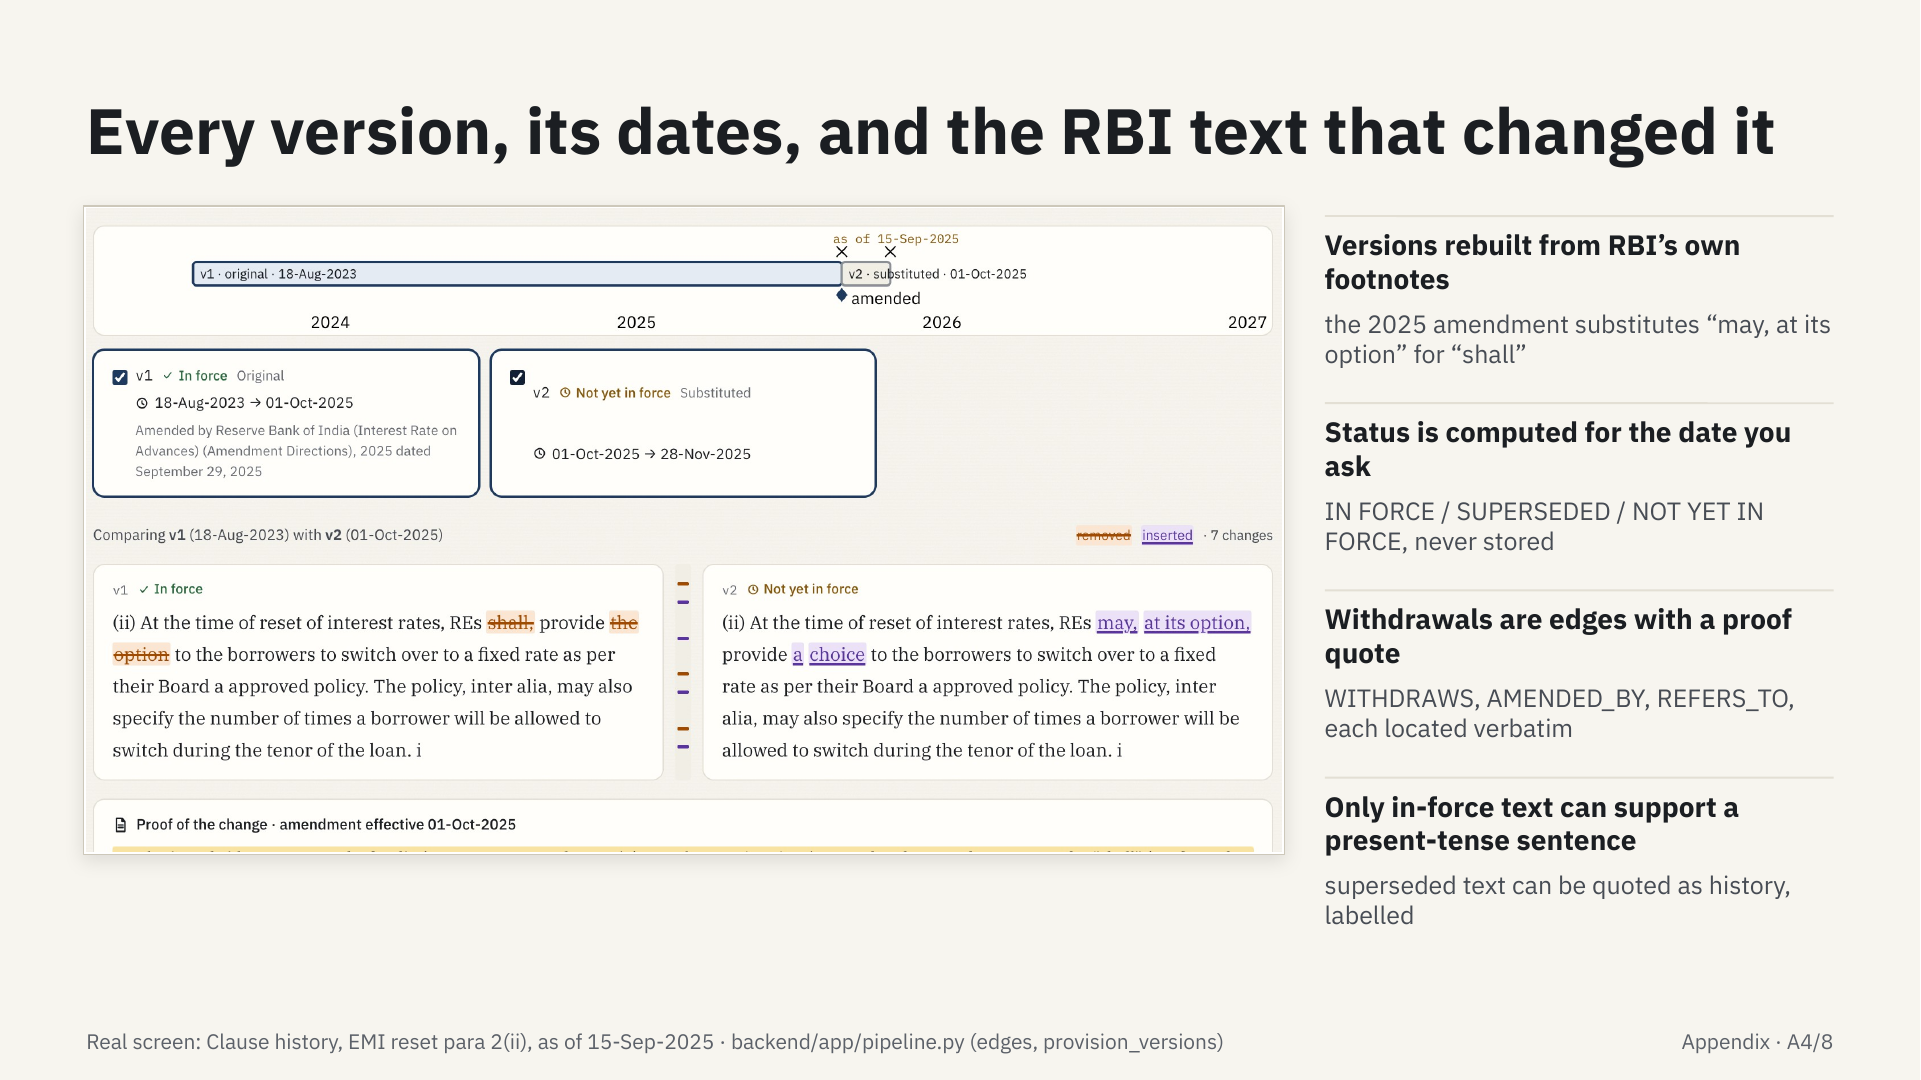 Every version, its dates, and the RBI text that changed it
as of 15-Sep-2025
v1 · original · 18-Aug-2023
v2 · substituted · 01-Oct-2025
amended
2024 2025 2026 2027
v1 In force Original
18-Aug-2023 → 01-Oct-2025
Amended by Reserve Bank of India (Interest Rate on
Advances) (Amendment Directions), 2025 dated
September 29, 2025
v2 Not yet in force Substituted
01-Oct-2025 → 28-Nov-2025
Comparing v1 (18-Aug-2023) with v2 (01-Oct-2025)
removed inserted · 7 changes
v1 In force
(ii) At the time of reset of interest rates, REs shall, provide the
option to the borrowers to switch over to a fixed rate as per
their Board a approved policy. The policy, inter alia, may also
specify the number of times a borrower will be allowed to
switch during the tenor of the loan. i
v2 Not yet in force
(ii) At the time of reset of interest rates, REs may, at its option,
provide a choice to the borrowers to switch over to a fixed
rate as per their Board a approved policy. The policy, inter
alia, may also specify the number of times a borrower will be
allowed to switch during the tenor of the loan. i
Proof of the change · amendment effective 01-Oct-2025
Versions rebuilt from RBI’s own
footnotes
the 2025 amendment substitutes “may, at its
option” for “shall”
Status is computed for the date you
ask
IN FORCE / SUPERSEDED / NOT YET IN
FORCE, never stored
Withdrawals are edges with a proof
quote
WITHDRAWS, AMENDED_BY, REFERS_TO,
each located verbatim
Only in-force text can support a
present-tense sentence
superseded text can be quoted as history,
labelled
Real screen: Clause history, EMI reset para 2(ii), as of 15-Sep-2025 · backend/app/pipeline.py (edges, provision_versions)
Appendix · A4/8